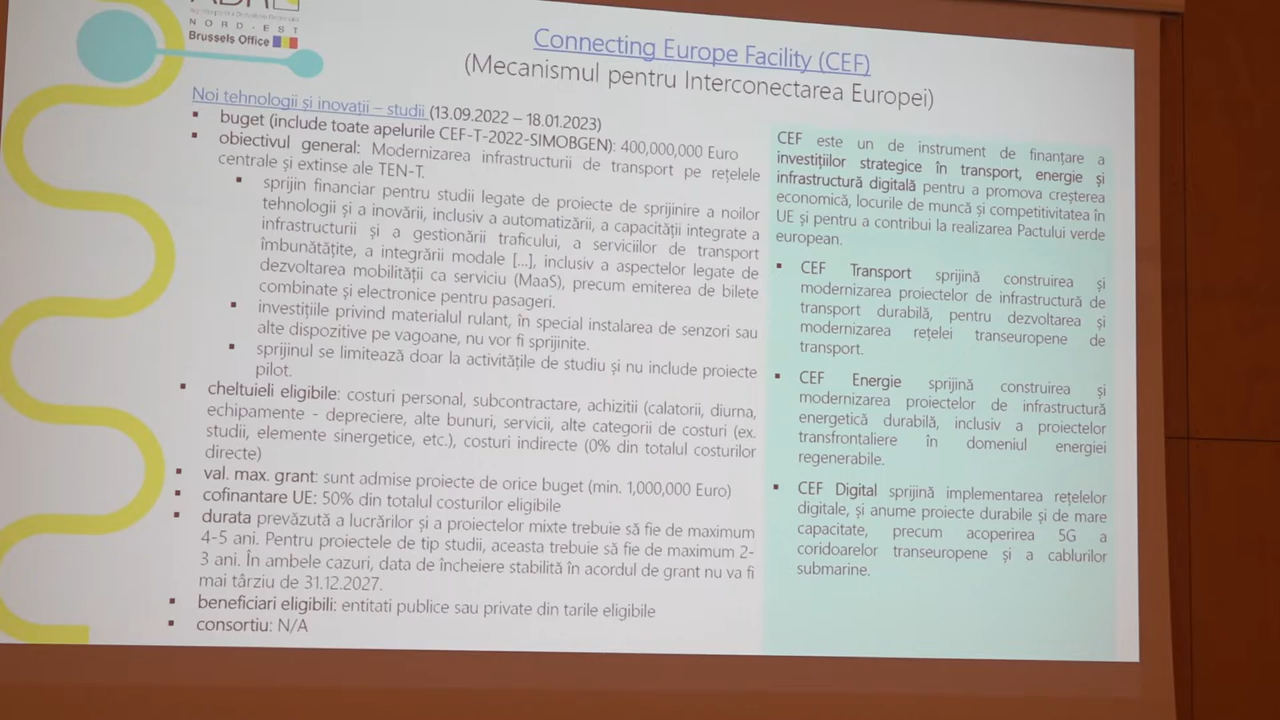 NORD-EST
Brussels Office
Connecting Europe Facility (CEF)
(Mecanismul pentru Interconectarea Europei)
Noi tehnologii și inovații – studii (13.09.2022 – 18.01.2023)
▪ buget (include toate apelurile CEF-T-2022-SIMOBGEN): 400,000,000 Euro
▪ obiectivul general: Modernizarea infrastructurii de transport pe rețelele
centrale și extinse ale TEN-T.
▪ sprijin financiar pentru studii legate de proiecte de sprijinire a noilor
tehnologii și a inovării, inclusiv a automatizării, a capacității integrate a
infrastructurii și a gestionării traficului, a serviciilor de transport
îmbunătățite, a integrării modale [...], inclusiv a aspectelor legate de
dezvoltarea mobilității ca serviciu (MaaS), precum emiterea de bilete
combinate și electronice pentru pasageri.
▪ investițiile privind materialul rulant, în special instalarea de senzori sau
alte dispozitive pe vagoane, nu vor fi sprijinite.
▪ sprijinul se limitează doar la activitățile de studiu și nu include proiecte
pilot.
▪ cheltuieli eligibile: costuri personal, subcontractare, achizitii (calatorii, diurna,
echipamente - depreciere, alte bunuri, servicii, alte categorii de costuri (ex.
studii, elemente sinergetice, etc.), costuri indirecte (0% din totalul costurilor
directe)
▪ val. max. grant: sunt admise proiecte de orice buget (min. 1,000,000 Euro)
▪ cofinantare UE: 50% din totalul costurilor eligibile
▪ durata prevăzută a lucrărilor și a proiectelor mixte trebuie să fie de maximum
4-5 ani. Pentru proiectele de tip studii, aceasta trebuie să fie de maximum 2-
3 ani. În ambele cazuri, data de încheiere stabilită în acordul de grant nu va fi
mai târziu de 31.12.2027.
▪ beneficiari eligibili: entitati publice sau private din tarile eligibile
▪ consortiu: N/A
CEF este un de instrument de finanțare a
investițiilor strategice în transport, energie și
infrastructură digitală pentru a promova creșterea
economică, locurile de muncă și competitivitatea în
UE și pentru a contribui la realizarea Pactului verde
european.
▪ CEF Transport sprijină construirea și
modernizarea proiectelor de infrastructură de
transport durabilă, pentru dezvoltarea și
modernizarea rețelei transeuropene de
transport.
▪ CEF Energie sprijină construirea și
modernizarea proiectelor de infrastructură
energetică durabilă, inclusiv a proiectelor
transfrontaliere în domeniul energiei
regenerabile.
▪ CEF Digital sprijină implementarea rețelelor
digitale, și anume proiecte durabile și de mare
capacitate, precum acoperirea 5G a
coridoarelor transeuropene și a cablurilor
submarine.